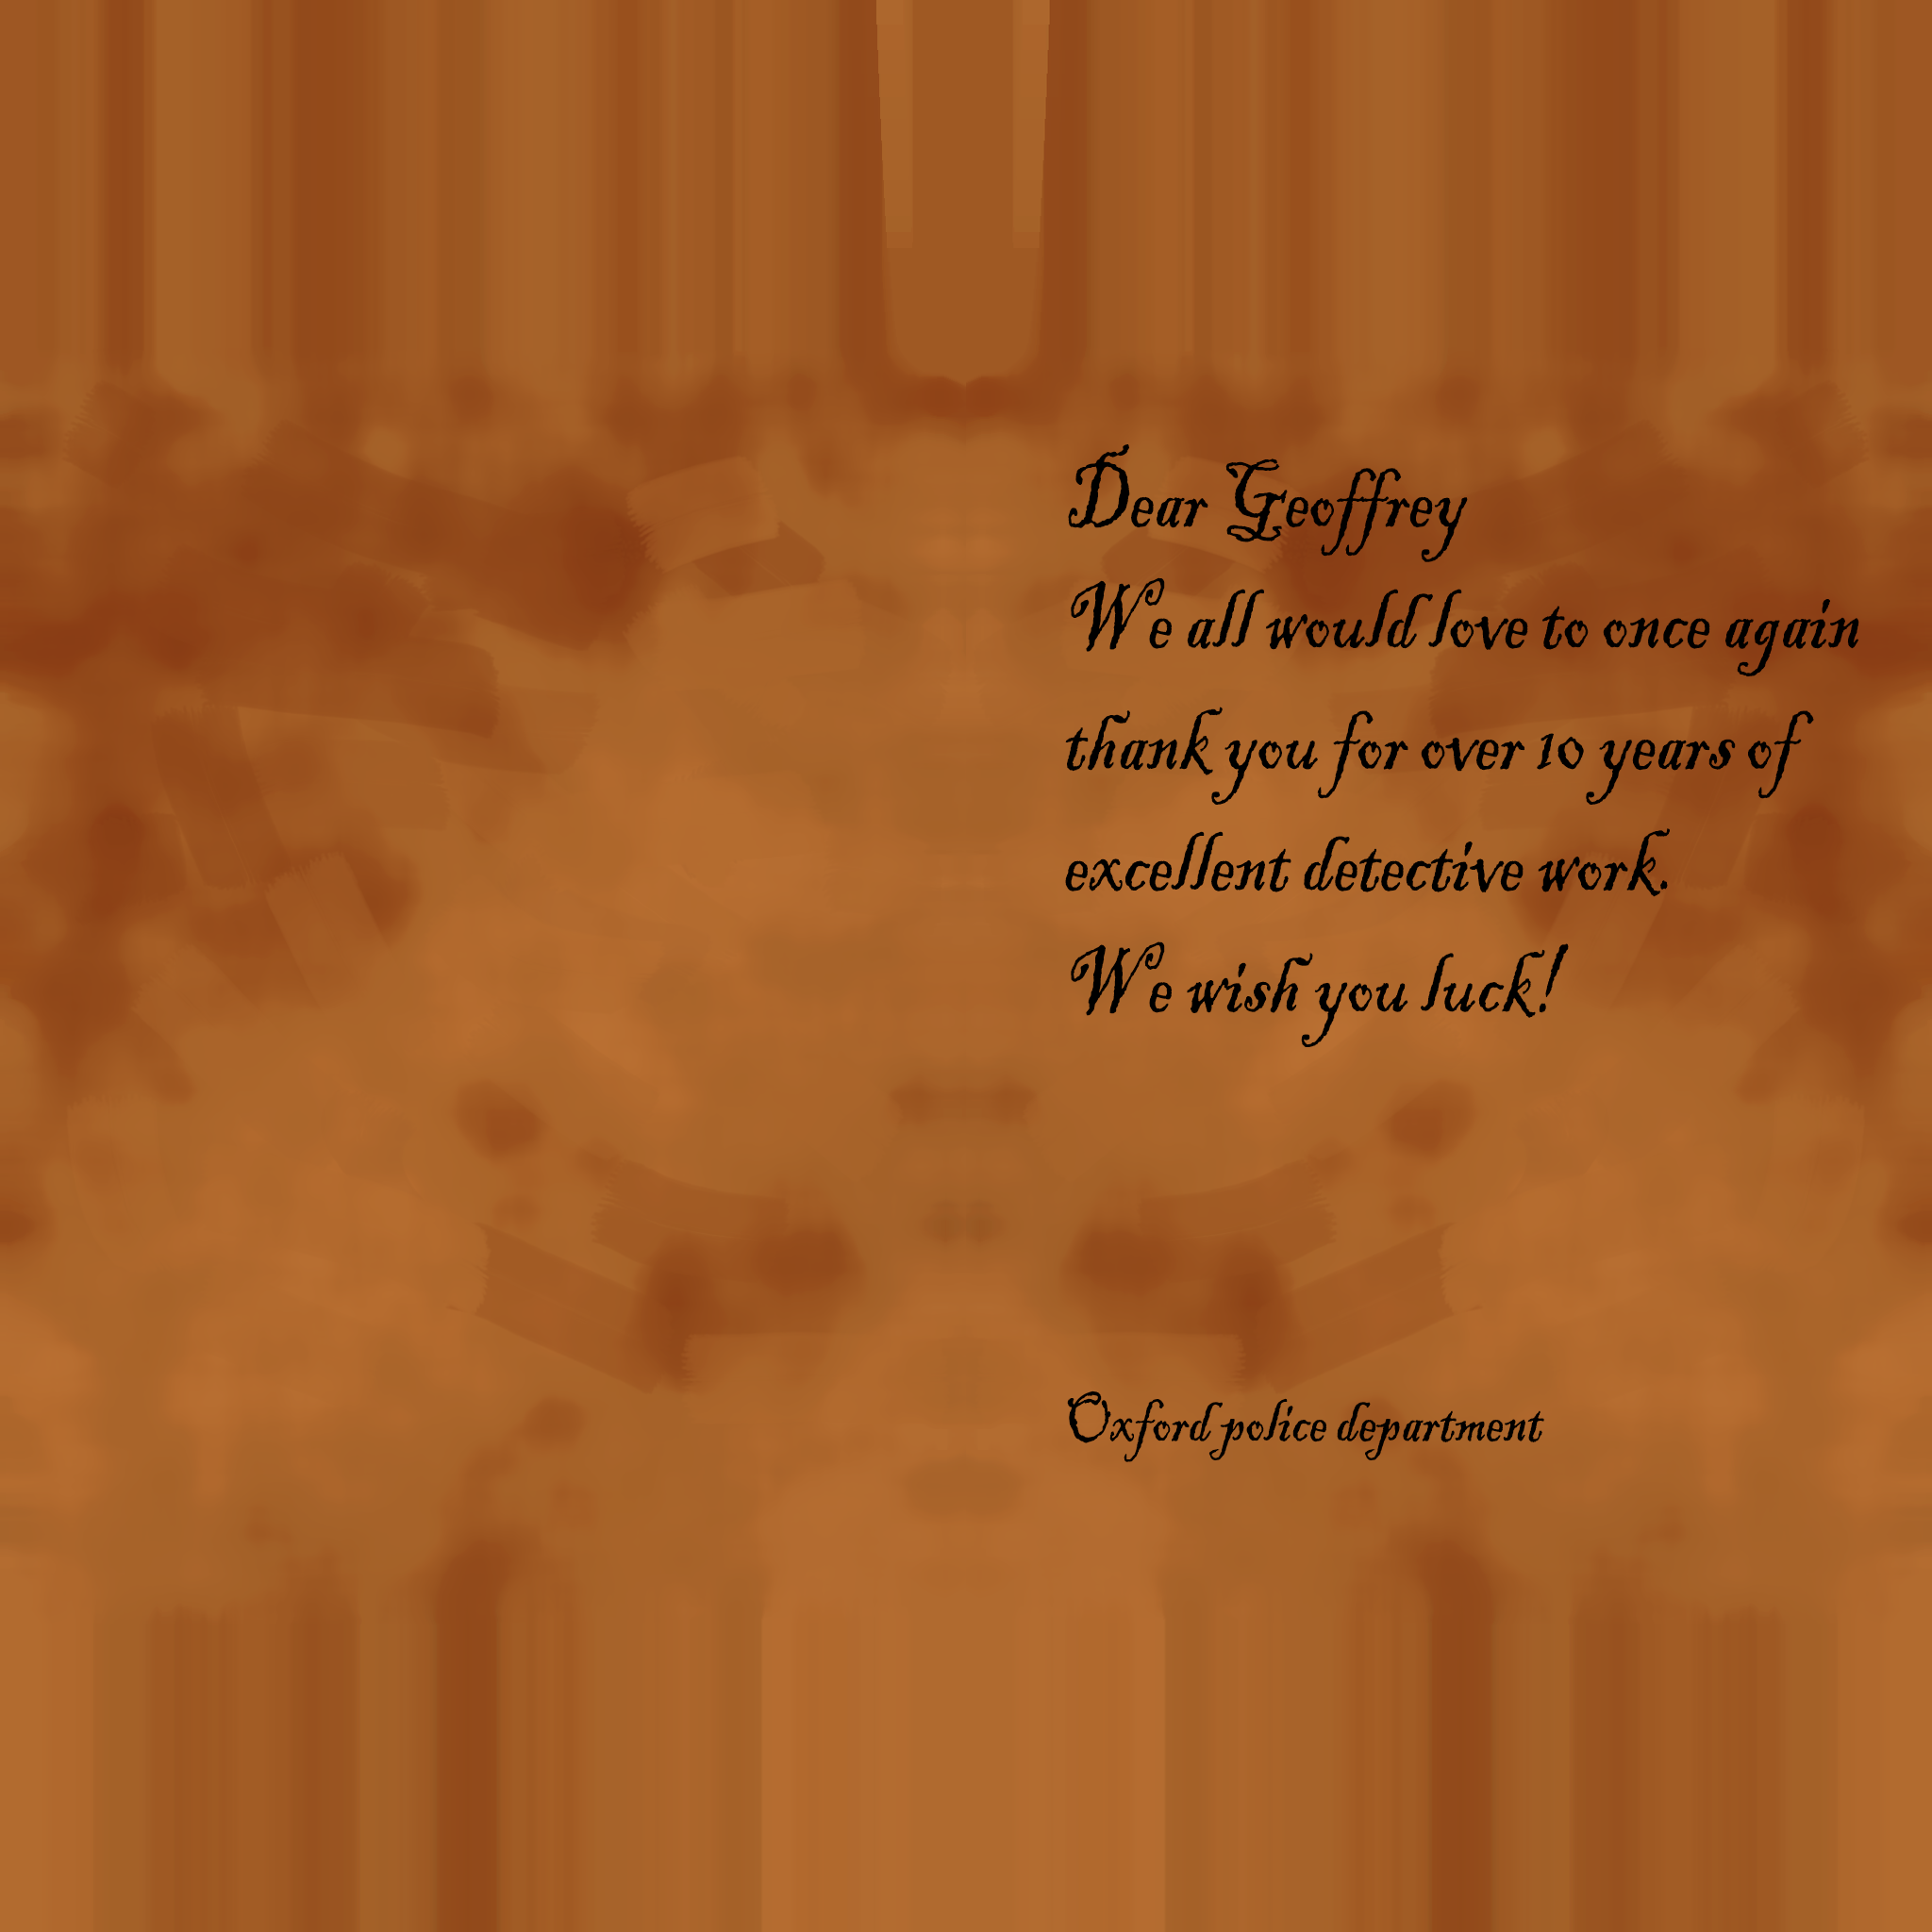 Dear Geoffrey
We all would love to once again
thank you for over 10 years of
excellent detective work.
We wish you luck!
Oxford police department